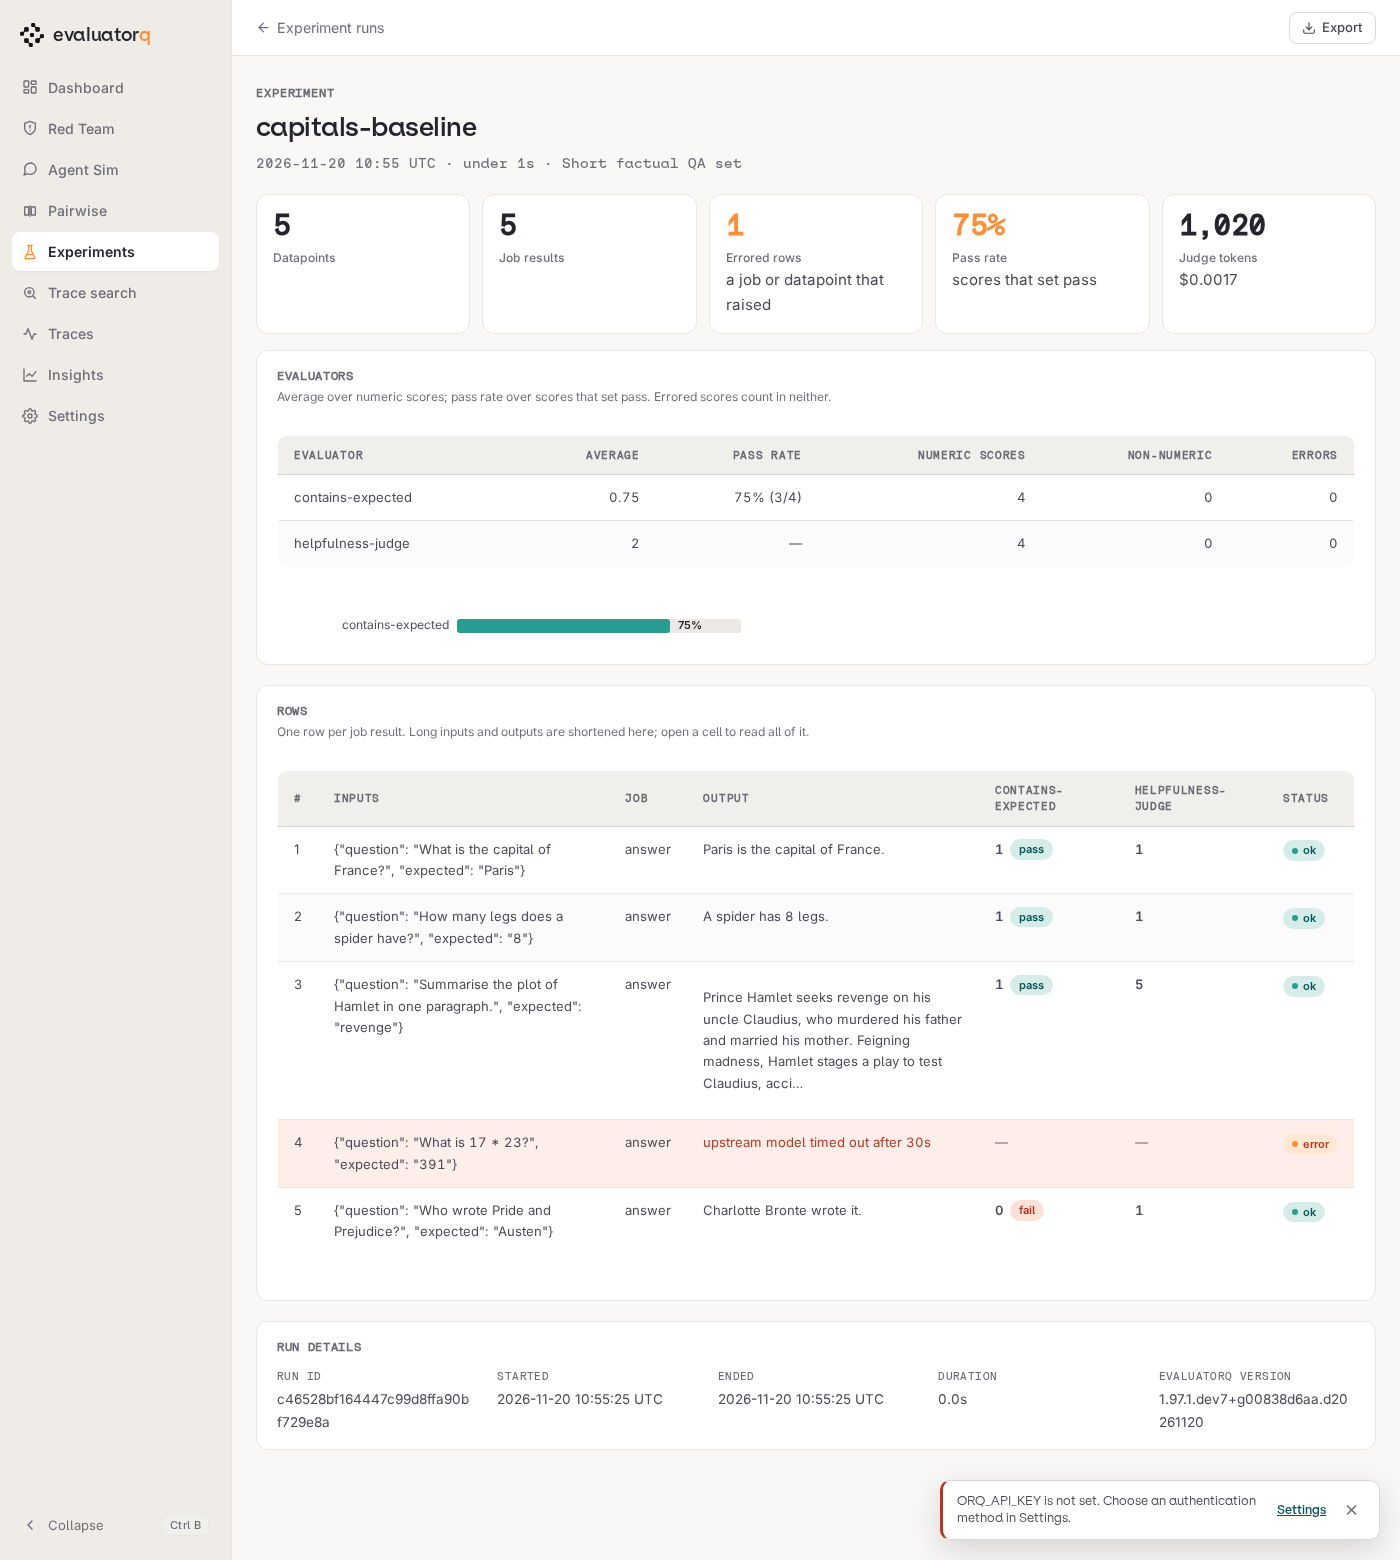 evaluatorq
Dashboard
Red Team
Agent Sim
Pairwise
Experiments
Trace search
Traces
Insights
Settings
Collapse
Ctrl B
Experiment runs
Export
EXPERIMENT
capitals-baseline
2026-11-20 10:55 UTC · under 1s · Short factual QA set
5
Datapoints
5
Job results
1
Errored rows
a job or datapoint that
raised
75%
Pass rate
scores that set pass
1,020
Judge tokens
$0.0017
EVALUATORS
Average over numeric scores; pass rate over scores that set pass. Errored scores count in neither.
EVALUATOR AVERAGE PASS RATE NUMERIC SCORES NON-NUMERIC ERRORS
contains-expected 0.75 75% (3/4) 4 0 0
helpfulness-judge 2 — 4 0 0
contains-expected 75%
ROWS
One row per job result. Long inputs and outputs are shortened here; open a cell to read all of it.
# INPUTS JOB OUTPUT CONTAINS-
EXPECTED HELPFULNESS-
JUDGE STATUS
1 {"question": "What is the capital of answer Paris is the capital of France. 1 pass 1 ok
France?", "expected": "Paris"}
2 {"question": "How many legs does a answer A spider has 8 legs. 1 pass 1 ok
spider have?", "expected": "8"}
3 {"question": "Summarise the plot of answer 1 pass 5 ok
Hamlet in one paragraph.", "expected":
"revenge"}
Prince Hamlet seeks revenge on his
uncle Claudius, who murdered his father
and married his mother. Feigning
madness, Hamlet stages a play to test
Claudius, acci...
4 {"question": "What is 17 * 23?", answer upstream model timed out after 30s — — error
"expected": "391"}
5 {"question": "Who wrote Pride and answer Charlotte Bronte wrote it. 0 fail 1 ok
Prejudice?", "expected": "Austen"}
RUN DETAILS
RUN ID
c46528bf164447c99d8ffa90b
f729e8a
STARTED
2026-11-20 10:55:25 UTC
ENDED
2026-11-20 10:55:25 UTC
DURATION
0.0s
EVALUATORQ VERSION
1.97.1.dev7+g00838d6aa.d20
261120
ORQ_API_KEY is not set. Choose an authentication
method in Settings.
Settings